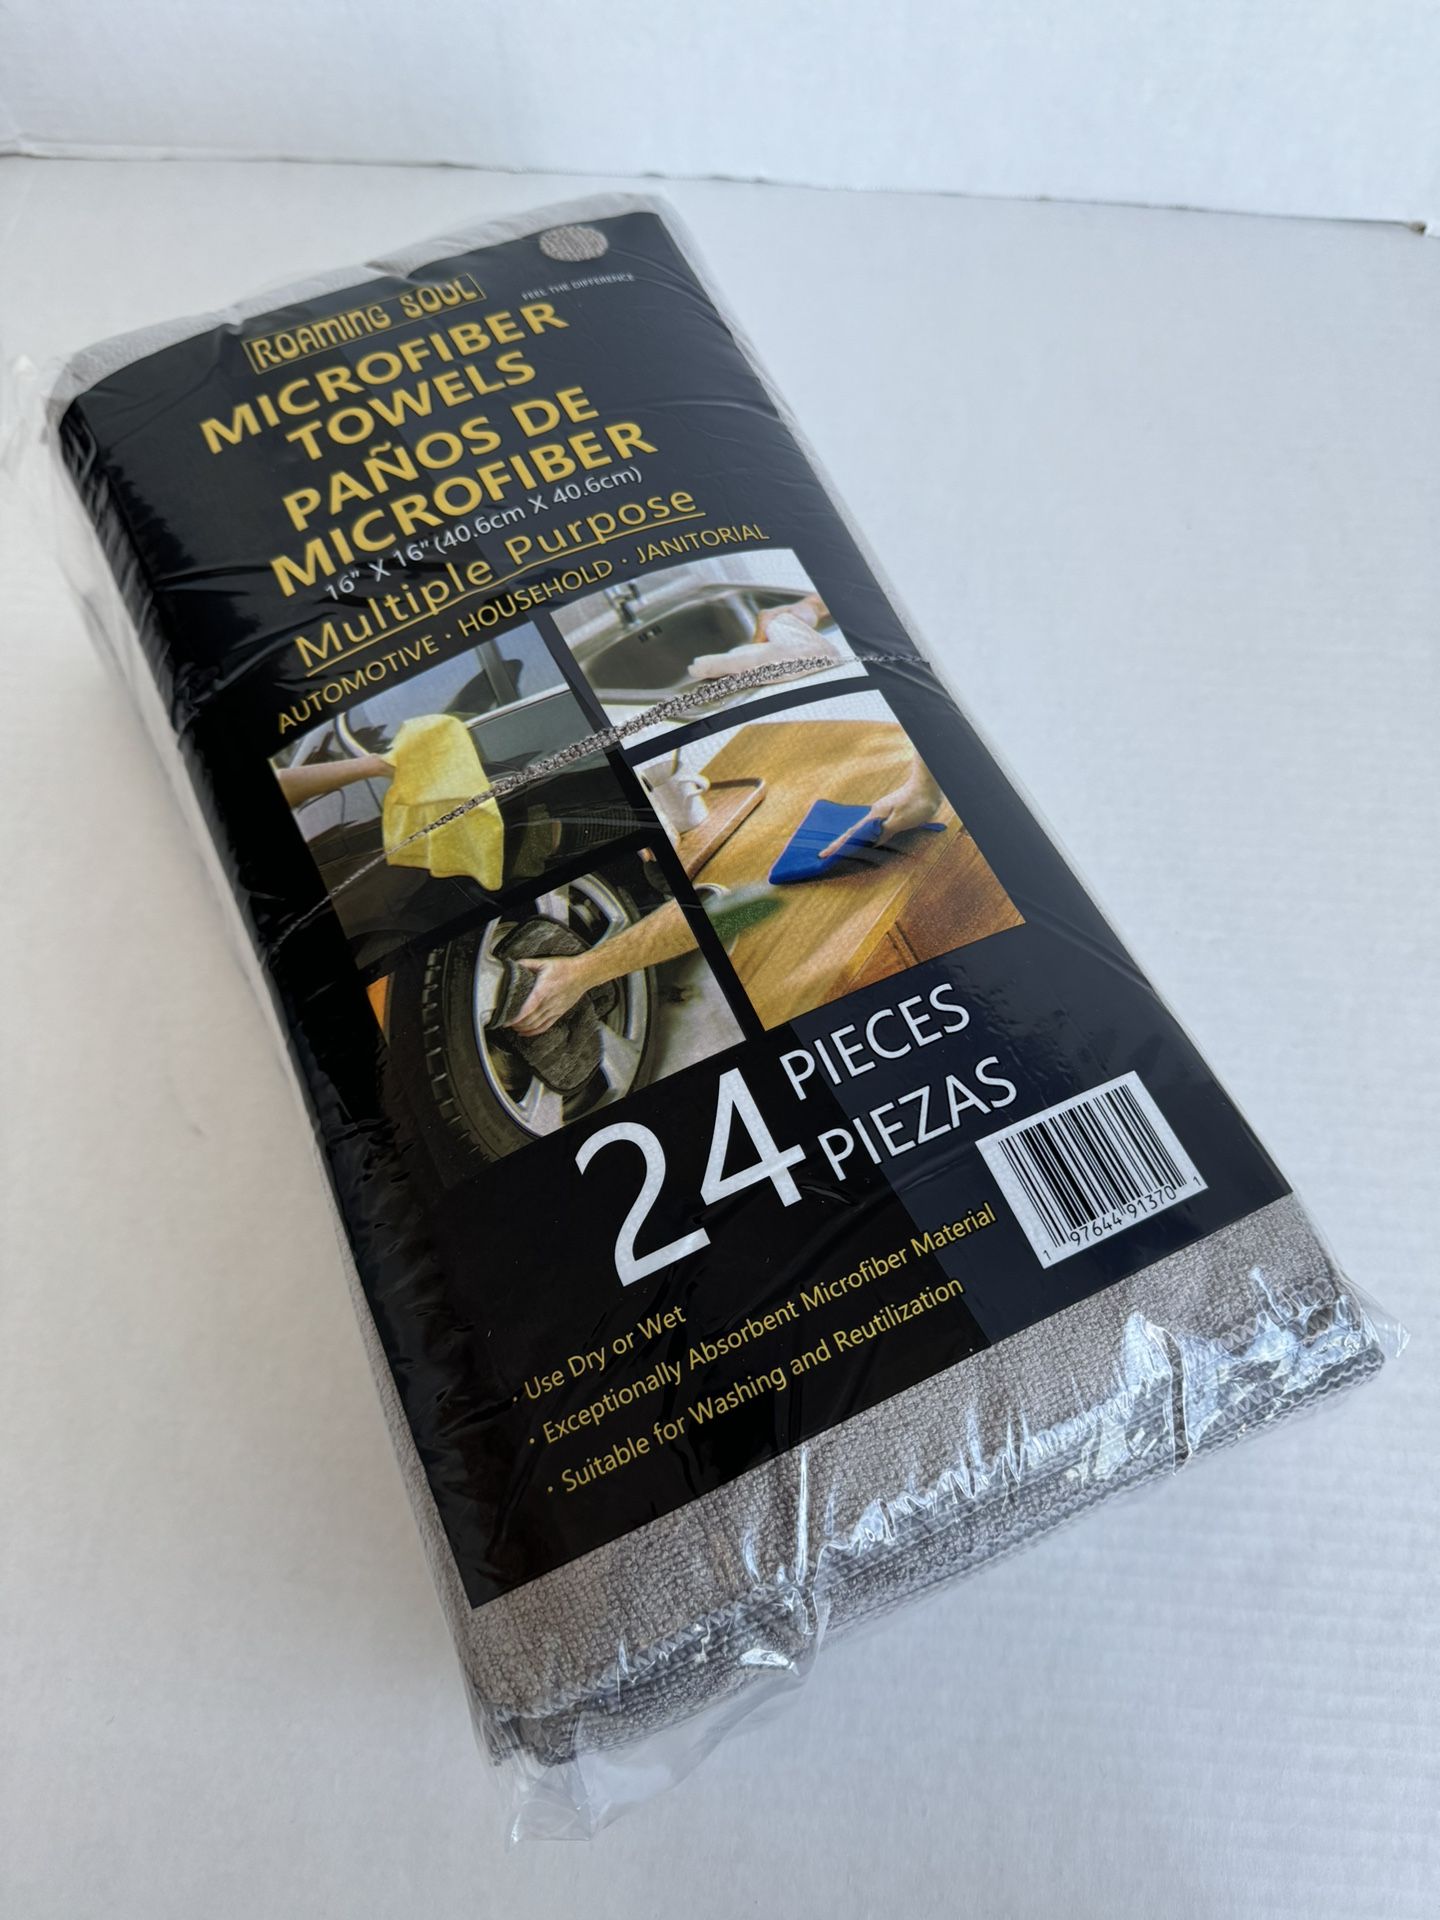 FEEL THE DIFFERENCE
ROAMING SOUL
MICROFIBER
TOWELS
PAÑOS DE
MICROFIBER
16" X 16" (40.6cm X 40.6cm)
Multiple Purpose
AUTOMOTIVE · HOUSEHOLD · JANITORIAL
24 PIECES
PIEZAS
1 97644 91370 1
· Use Dry or Wet
· Exceptionally Absorbent Microfiber Material
· Suitable for Washing and Reutilization